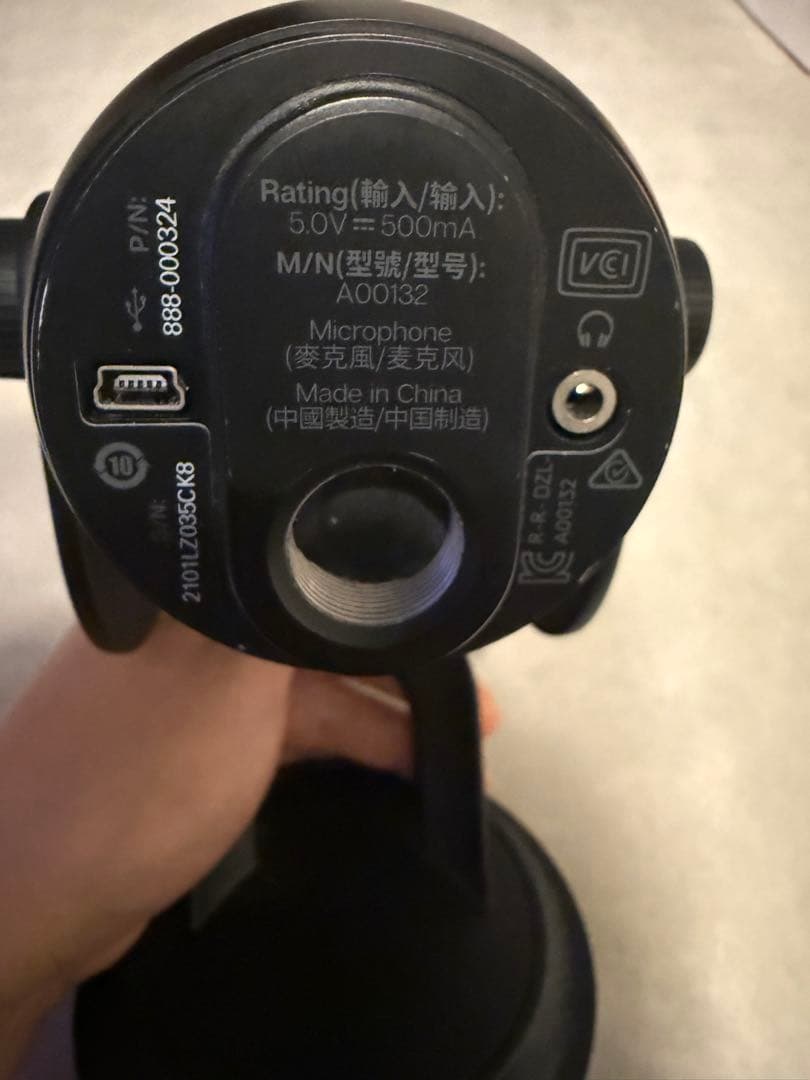 Rating(輸入/输入):
5.0V⎓500mA
M/N(型號/型号):
A00132
Microphone
(麥克風/麦克风)
Made in China
(中國製造/中国制造)
P/N:
888-000324
10
S/N:
2101LZ035CK8
VCCI
R-R-DZL-
A00132